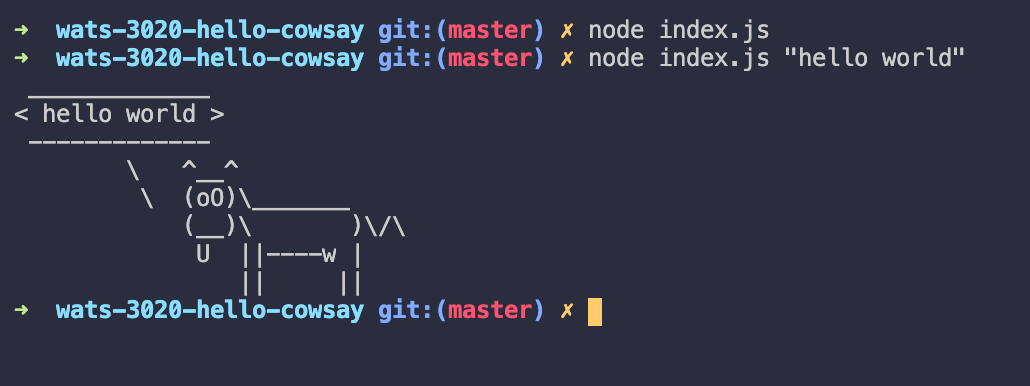 ➜  wats-3020-hello-cowsay git:(master) ✗ node index.js
➜  wats-3020-hello-cowsay git:(master) ✗ node index.js "hello world"
 _____________
< hello world >
 -------------
        \   ^__^
         \  (oO)\_______
            (__)\       )\/\
             U  ||----w |
                ||     ||
➜  wats-3020-hello-cowsay git:(master) ✗